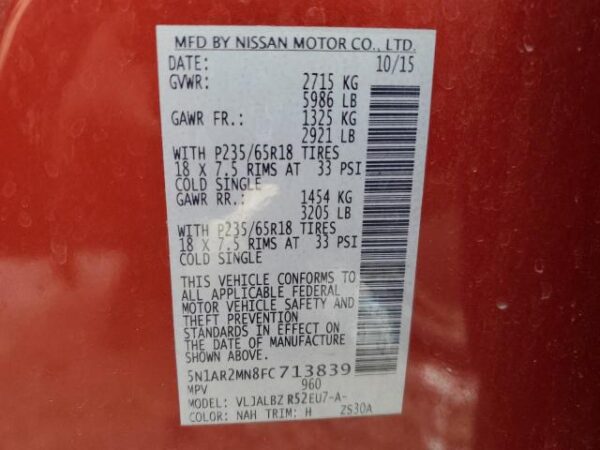 MFD BY NISSAN MOTOR CO., LTD.
DATE: 10/15
GVWR: 2715 KG
5986 LB
GAWR FR.: 1325 KG
2921 LB
WITH P235/65R18 TIRES
18 X 7.5 RIMS AT 33 PSI
COLD SINGLE
GAWR RR.: 1454 KG
3205 LB
WITH P235/65R18 TIRES
18 X 7.5 RIMS AT 33 PSI
COLD SINGLE
THIS VEHICLE CONFORMS TO
ALL APPLICABLE FEDERAL
MOTOR VEHICLE SAFETY AND
THEFT PREVENTION
STANDARDS IN EFFECT ON
THE DATE OF MANUFACTURE
SHOWN ABOVE.
5N1AR2MN8FC713839
MPV 960
MODEL: VLJALBZ R52EU7-A-
COLOR: NAH TRIM: H ZS30A